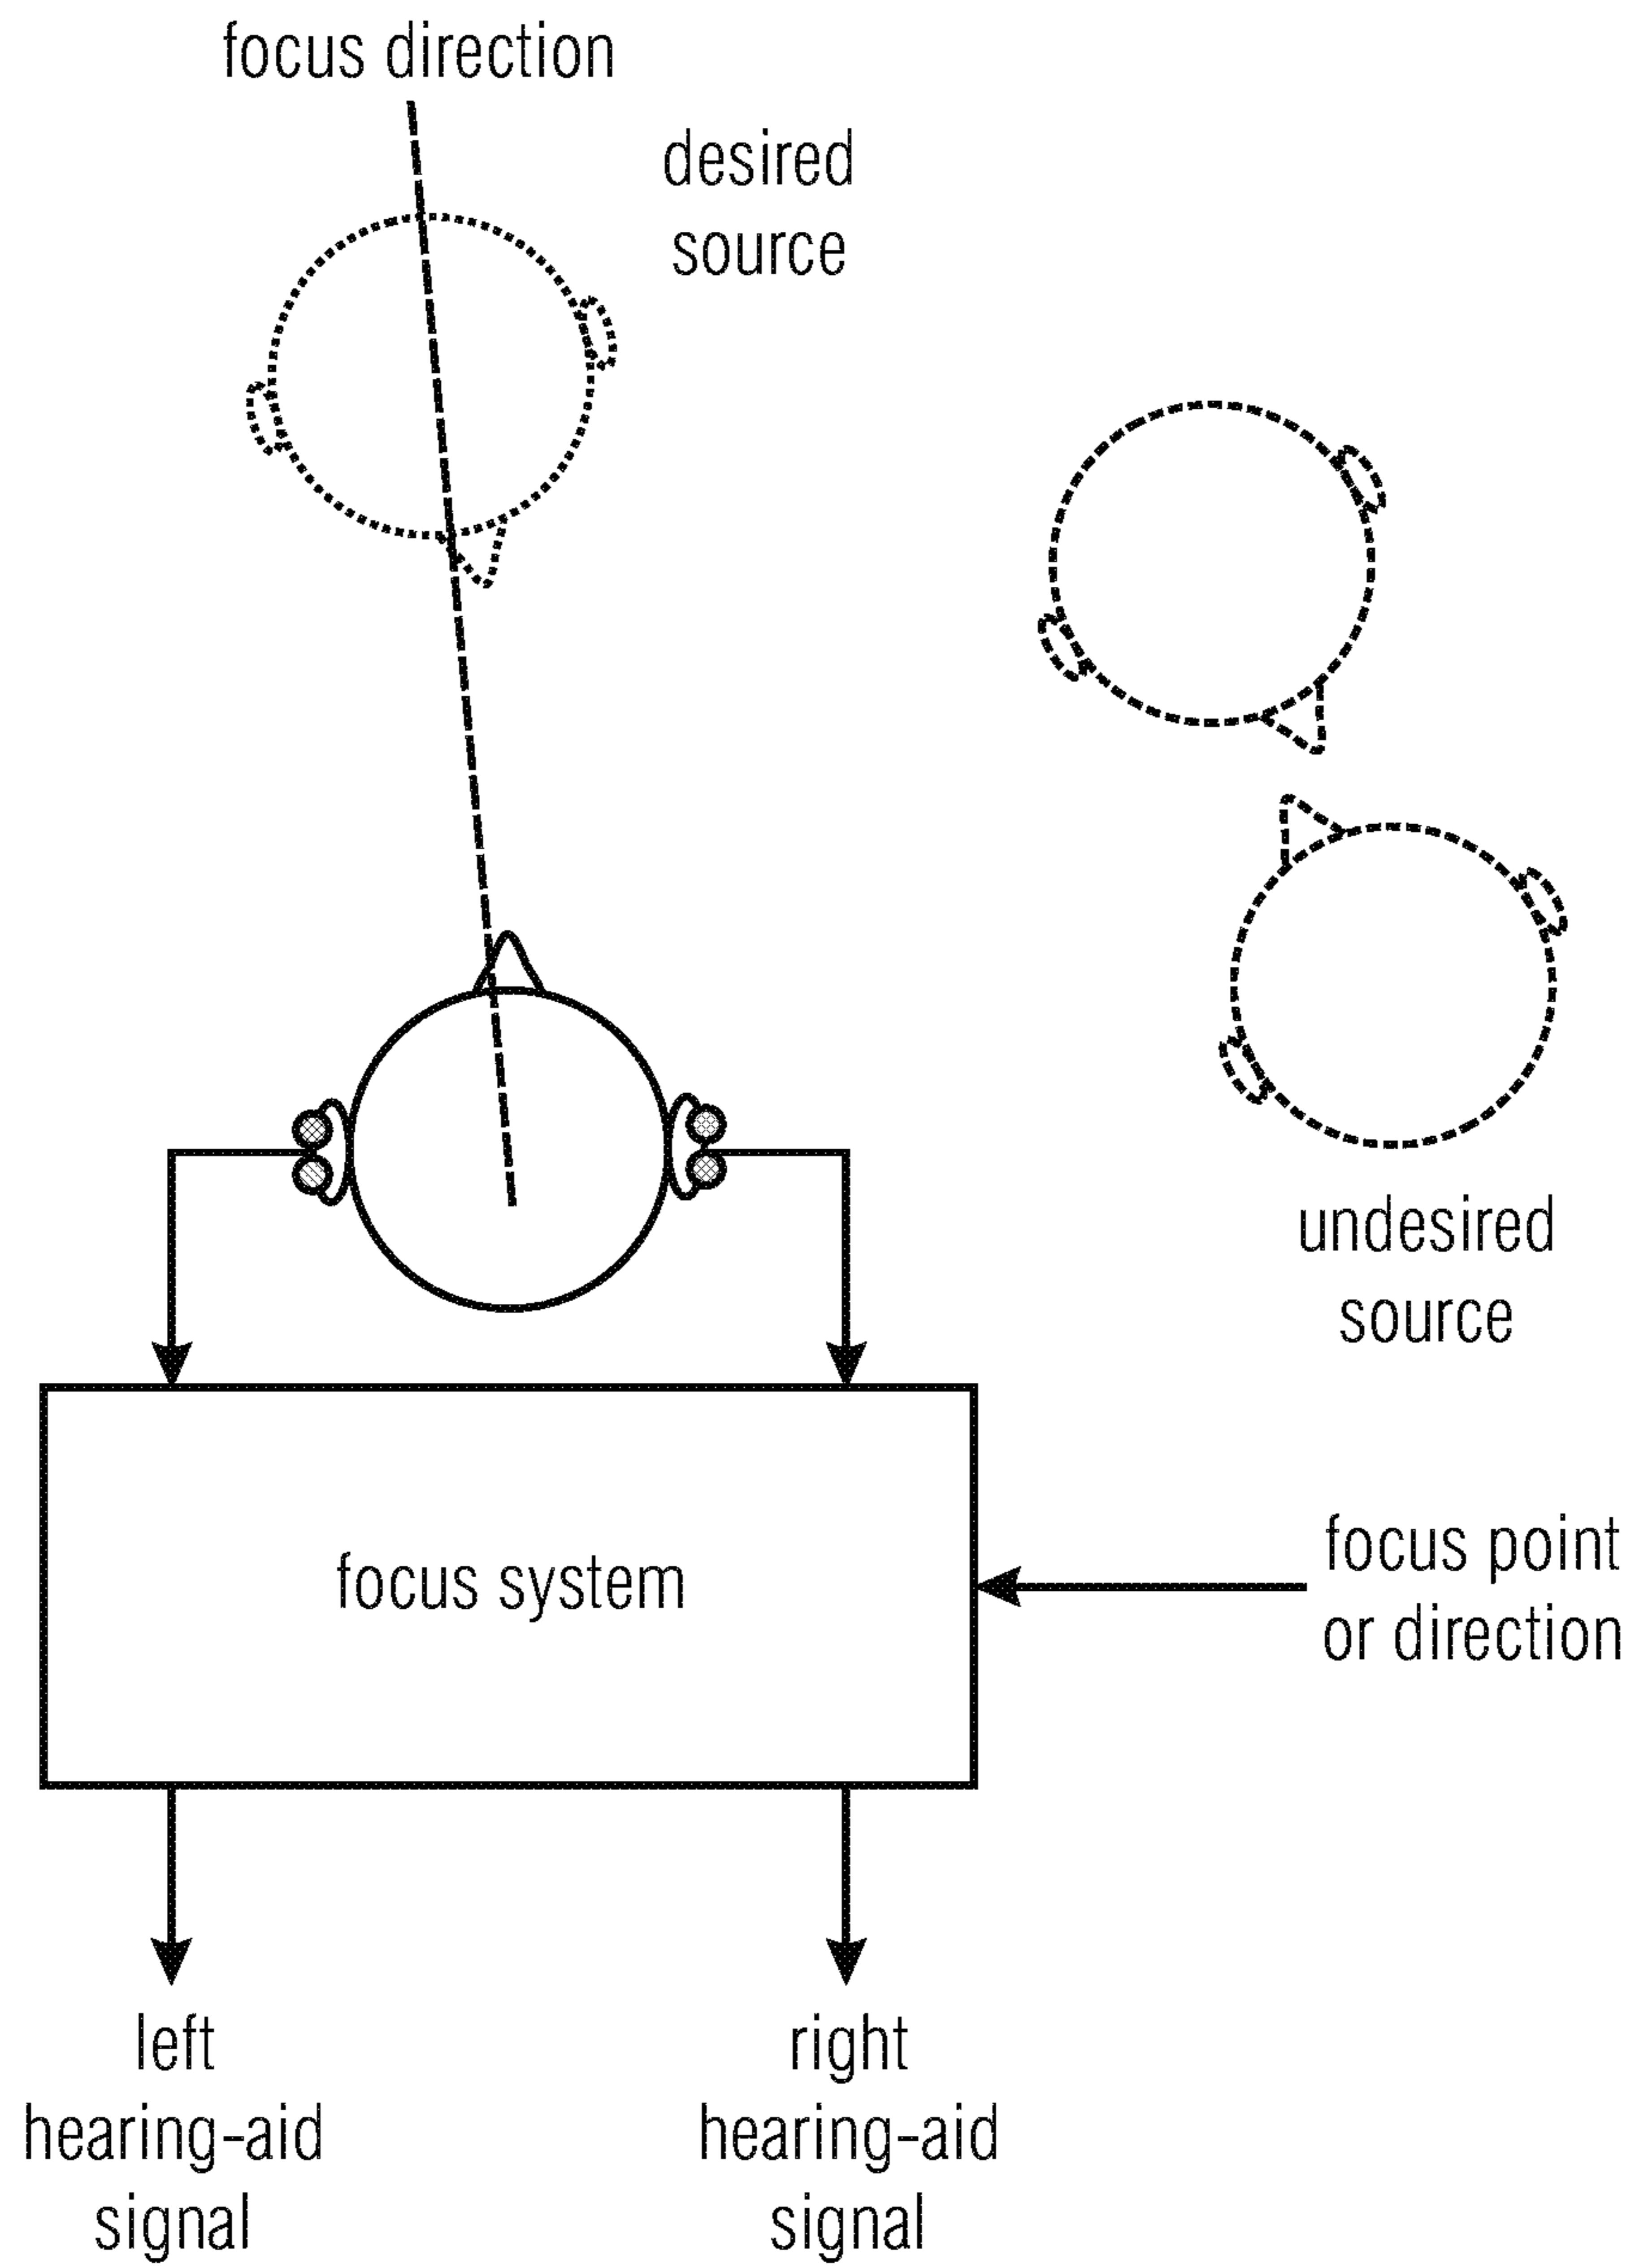 focus direction
desired
source
undesired
source
focus system
focus point
or direction
left
hearing-aid
signal
right
hearing-aid
signal